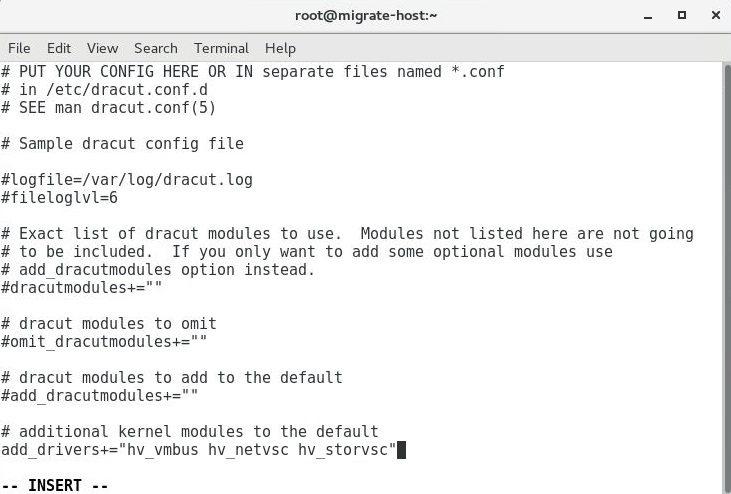 root@migrate-host:~
File Edit View Search Terminal Help
# PUT YOUR CONFIG HERE OR IN separate files named *.conf
# in /etc/dracut.conf.d
# SEE man dracut.conf(5)
# Sample dracut config file
#logfile=/var/log/dracut.log
#fileloglvl=6
# Exact list of dracut modules to use.  Modules not listed here are not going
# to be included.  If you only want to add some optional modules use
# add_dracutmodules option instead.
#dracutmodules+=""
# dracut modules to omit
#omit_dracutmodules+=""
# dracut modules to add to the default
#add_dracutmodules+=""
# additional kernel modules to the default
add_drivers+="hv_vmbus hv_netvsc hv_storvsc"
-- INSERT --